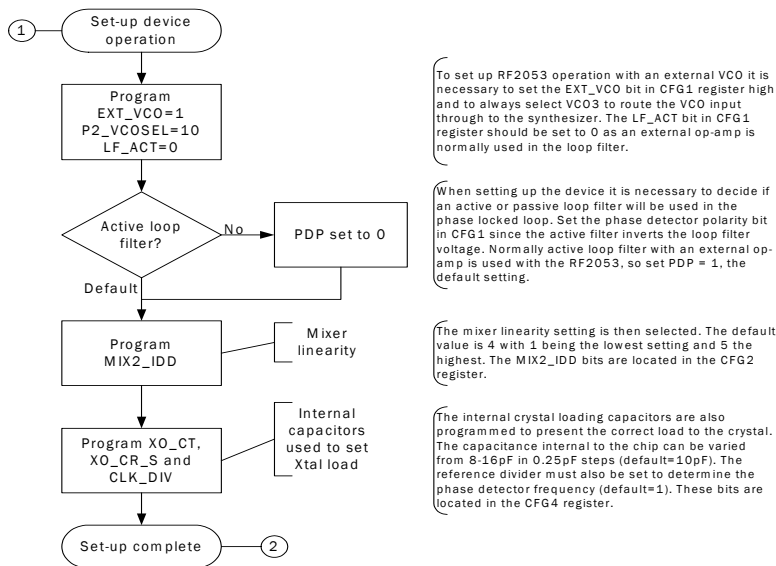 1
Set-up device
operation
Program
EXT_VCO=1
P2_VCOSEL=10
LF_ACT=0
To set up RF2053 operation with an external VCO it is
necessary to set the EXT_VCO bit in CFG1 register high
and to always select VCO3 to route the VCO input
through to the synthesizer. The LF_ACT bit in CFG1
register should be set to 0 as an external op-amp is
normally used in the loop filter.
Active loop
filter?
No
PDP set to 0
Default
When setting up the device it is necessary to decide if
an active or passive loop filter will be used in the
phase locked loop. Set the phase detector polarity bit
in CFG1 since the active filter inverts the loop filter
voltage. Normally active loop filter with an external op-
amp is used with the RF2053, so set PDP = 1, the
default setting.
Program
MIX2_IDD
Mixer
linearity
The mixer linearity setting is then selected. The default
value is 4 with 1 being the lowest setting and 5 the
highest. The MIX2_IDD bits are located in the CFG2
register.
Program XO_CT,
XO_CR_S and
CLK_DIV
Internal
capacitors
used to set
Xtal load
The internal crystal loading capacitors are also
programmed to present the correct load to the crystal.
The capacitance internal to the chip can be varied
from 8-16pF in 0.25pF steps (default=10pF). The
reference divider must also be set to determine the
phase detector frequency (default=1). These bits are
located in the CFG4 register.
Set-up complete
2